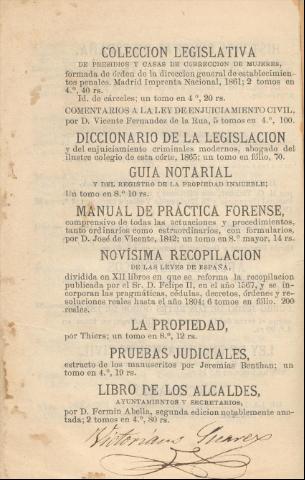 COLECCION LEGISLATIVA
DE PRESIDIOS Y CASAS DE CORRECCION DE MUJERES,
formada de órden de la direccion general de establecimien-
tos penales. Madrid Imprenta Nacional, 1861; 2 tomos en
4.º, 40 rs.
Id. de cárceles; un tomo en 4.º, 20 rs.
COMENTARIOS A LA LEY DE ENJUICIAMIENTO CIVIL,
por D. Vicente Fernandez de la Rua, 5 tomos en 4.º, 100.
DICCIONARIO DE LA LEGISLACION
y del enjuiciamiento criminales modernos, abogado del
ilustre colegio de esta córte, 1865; un tomo en fólio, 70.
GUIA NOTARIAL
Y DEL REGISTRO DE LA PROPIEDAD INMUEBLE;
Un tomo en 8.º 10 rs.
MANUAL DE PRÁCTICA FORENSE,
comprensivo de todas las actuaciones y procedimientos,
tanto ordinarios como estraordinarios, con formularios,
por D. José de Vicente, 1842; un tomo en 8.º mayor, 14 rs.
NOVÍSIMA RECOPILACION
DE LAS LEYES DE ESPAÑA,
dividida en XII libros en que se reforma la recopilacion
publicada por el Sr. D. Felipe II, en el año 1567, y se in-
corporan las pragmáticas, cédulas, decretos, órdenes y re-
soluciones reales hasta el año 1804; 6 tomos en fólio. 200
reales.
LA PROPIEDAD,
por Thiers; un tomo en 8.º, 12 rs.
PRUEBAS JUDICIALES,
estracto de los manuscritos por Jeremías Benthan; un
tomo en 4.º, 19 rs.
LIBRO DE LOS ALCALDES,
AYUNTAMIENTOS Y SECRETARIOS;
por D. Fermin Abella, segunda edicion notablemente ano-
tada; 2 tomos en 4.º, 80 rs.
Victoriano Suarez